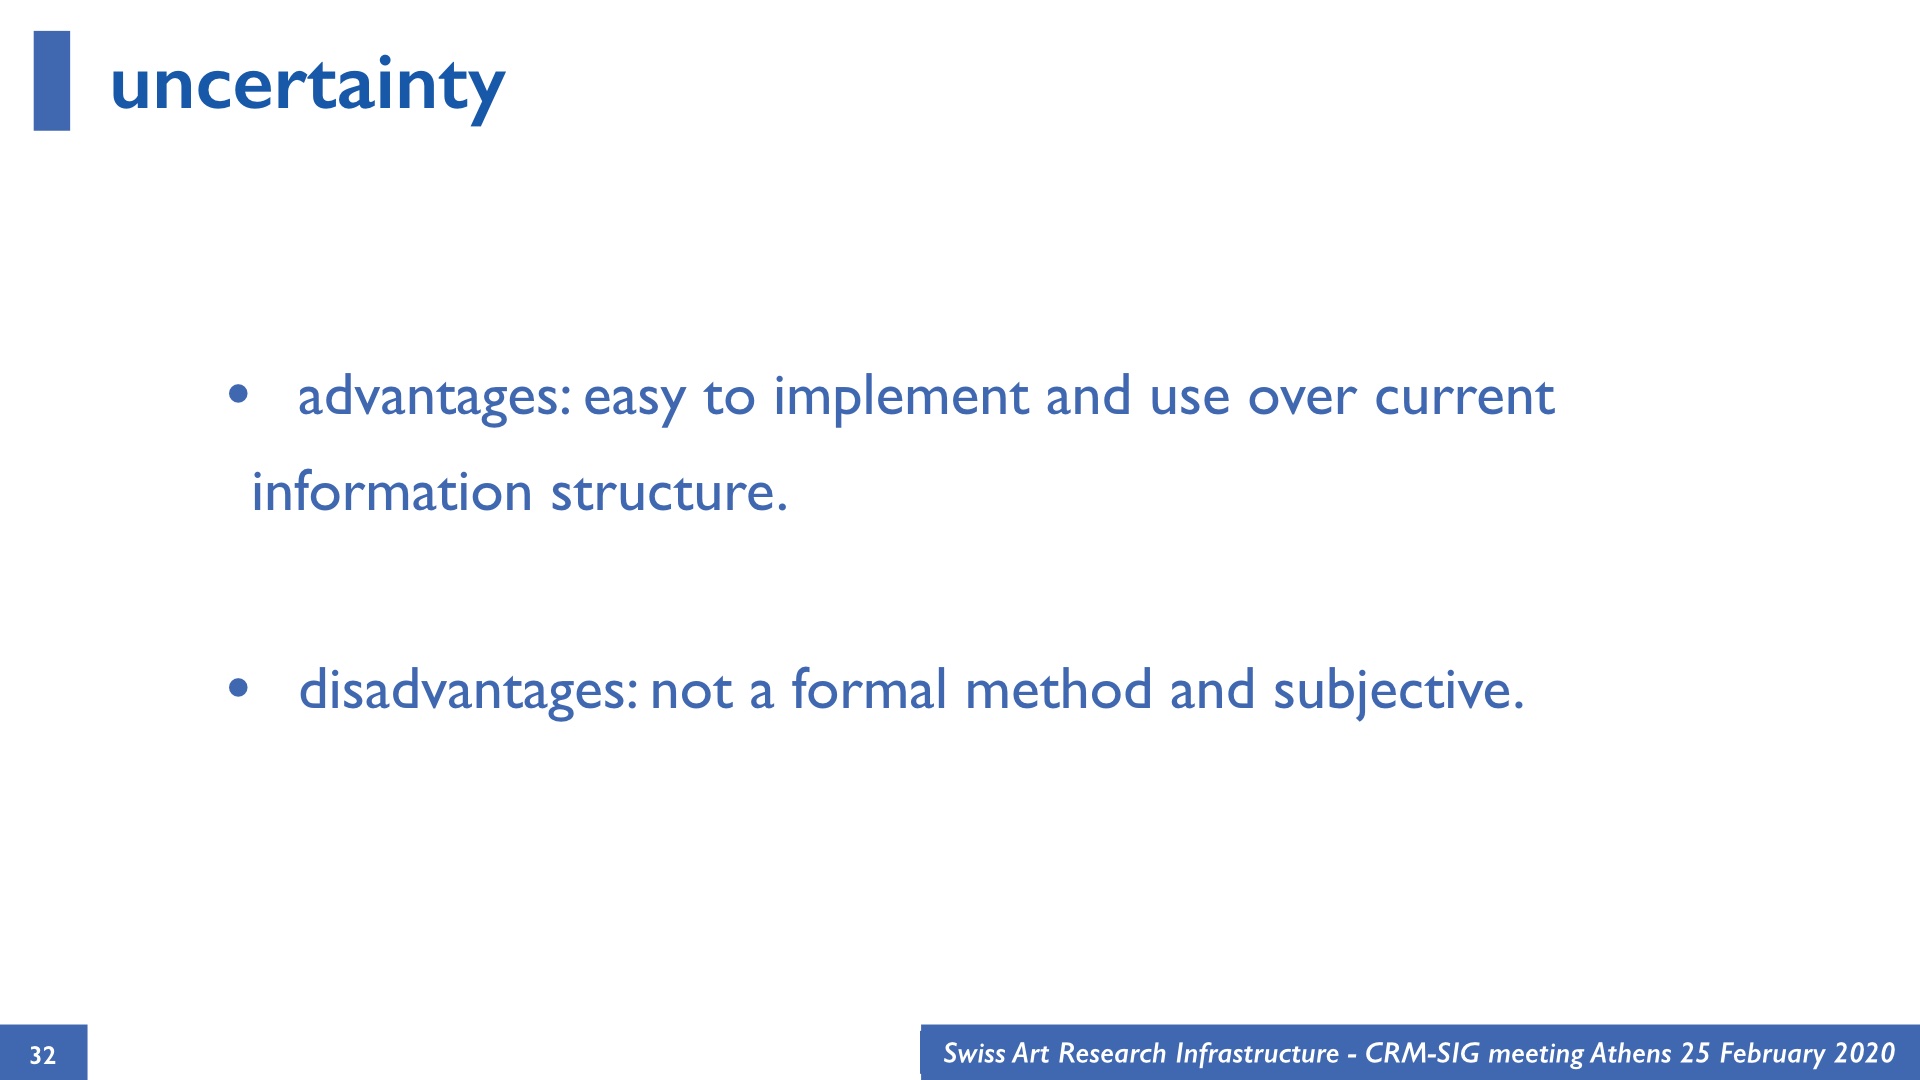 uncertainty
• advantages: easy to implement and use over current
information structure.
• disadvantages: not a formal method and subjective.
32
Swiss Art Research Infrastructure - CRM-SIG meeting Athens 25 February 2020